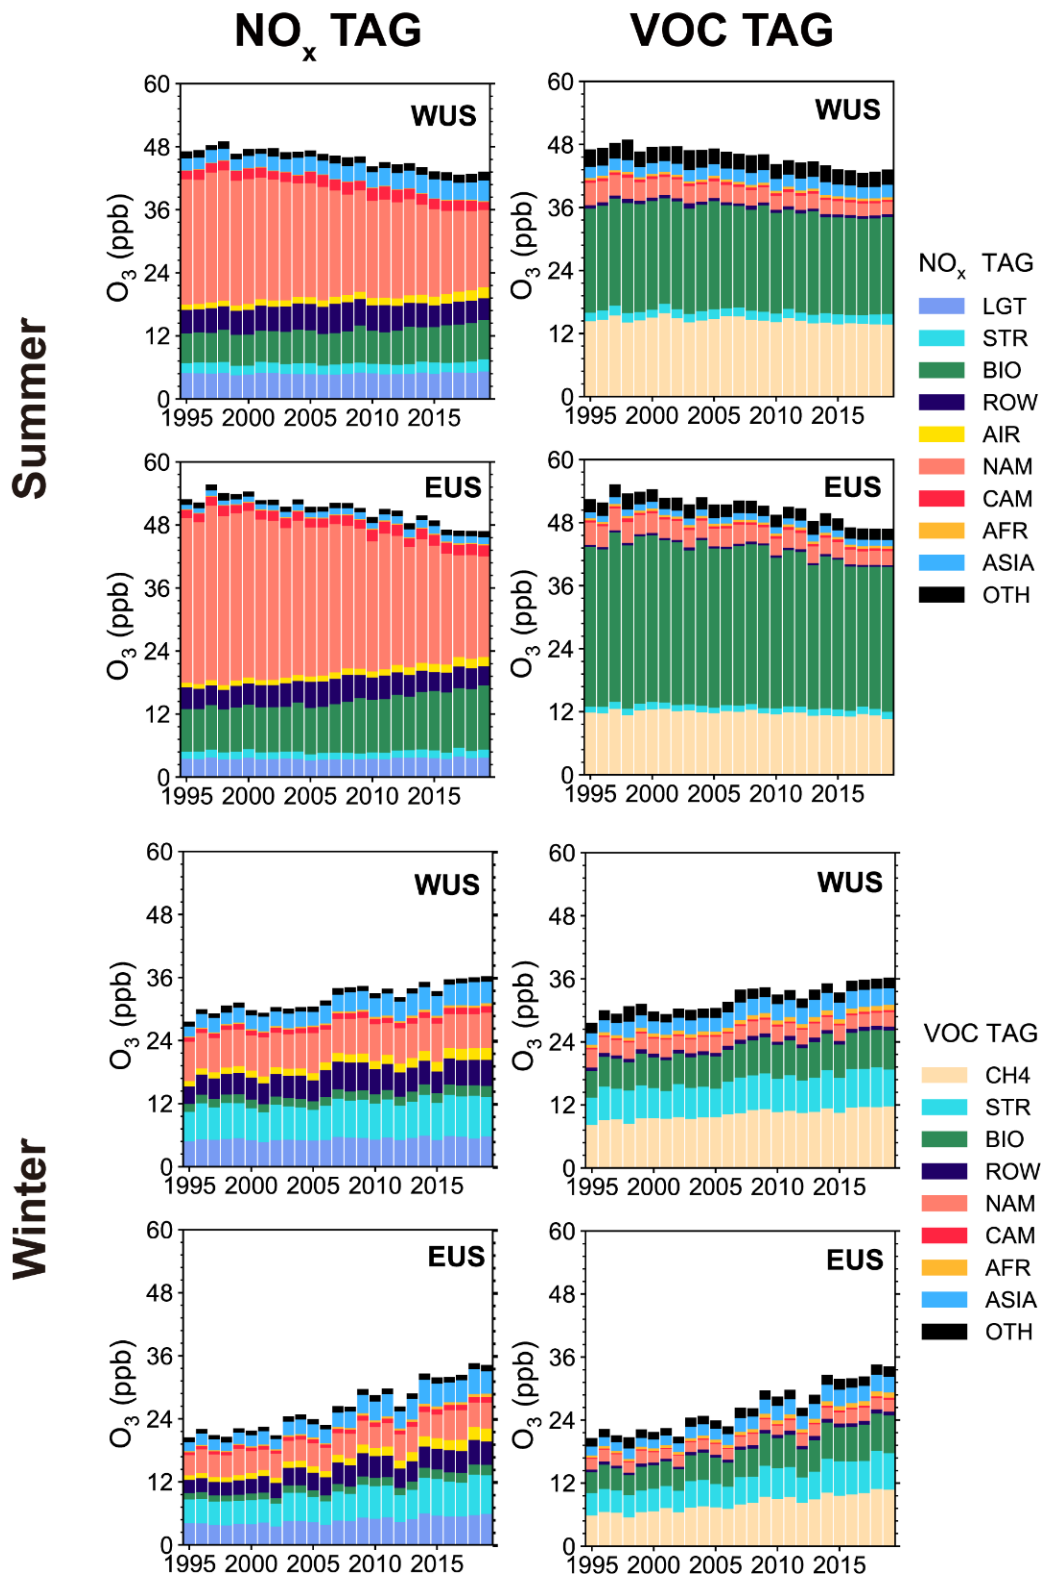 NOx TAG
VOC TAG
Summer
O3 (ppb)
60
48
36
24
12
0
WUS
1995 2000 2005 2010 2015
O3 (ppb)
60
48
36
24
12
0
WUS
1995 2000 2005 2010 2015
O3 (ppb)
60
48
36
24
12
0
EUS
1995 2000 2005 2010 2015
O3 (ppb)
60
48
36
24
12
0
EUS
1995 2000 2005 2010 2015
NOx TAG
LGT
STR
BIO
ROW
AIR
NAM
CAM
AFR
ASIA
OTH
Winter
O3 (ppb)
60
48
36
24
12
0
WUS
1995 2000 2005 2010 2015
O3 (ppb)
60
48
36
24
12
0
WUS
1995 2000 2005 2010 2015
O3 (ppb)
60
48
36
24
12
0
EUS
1995 2000 2005 2010 2015
O3 (ppb)
60
48
36
24
12
0
EUS
1995 2000 2005 2010 2015
VOC TAG
CH4
STR
BIO
ROW
NAM
CAM
AFR
ASIA
OTH